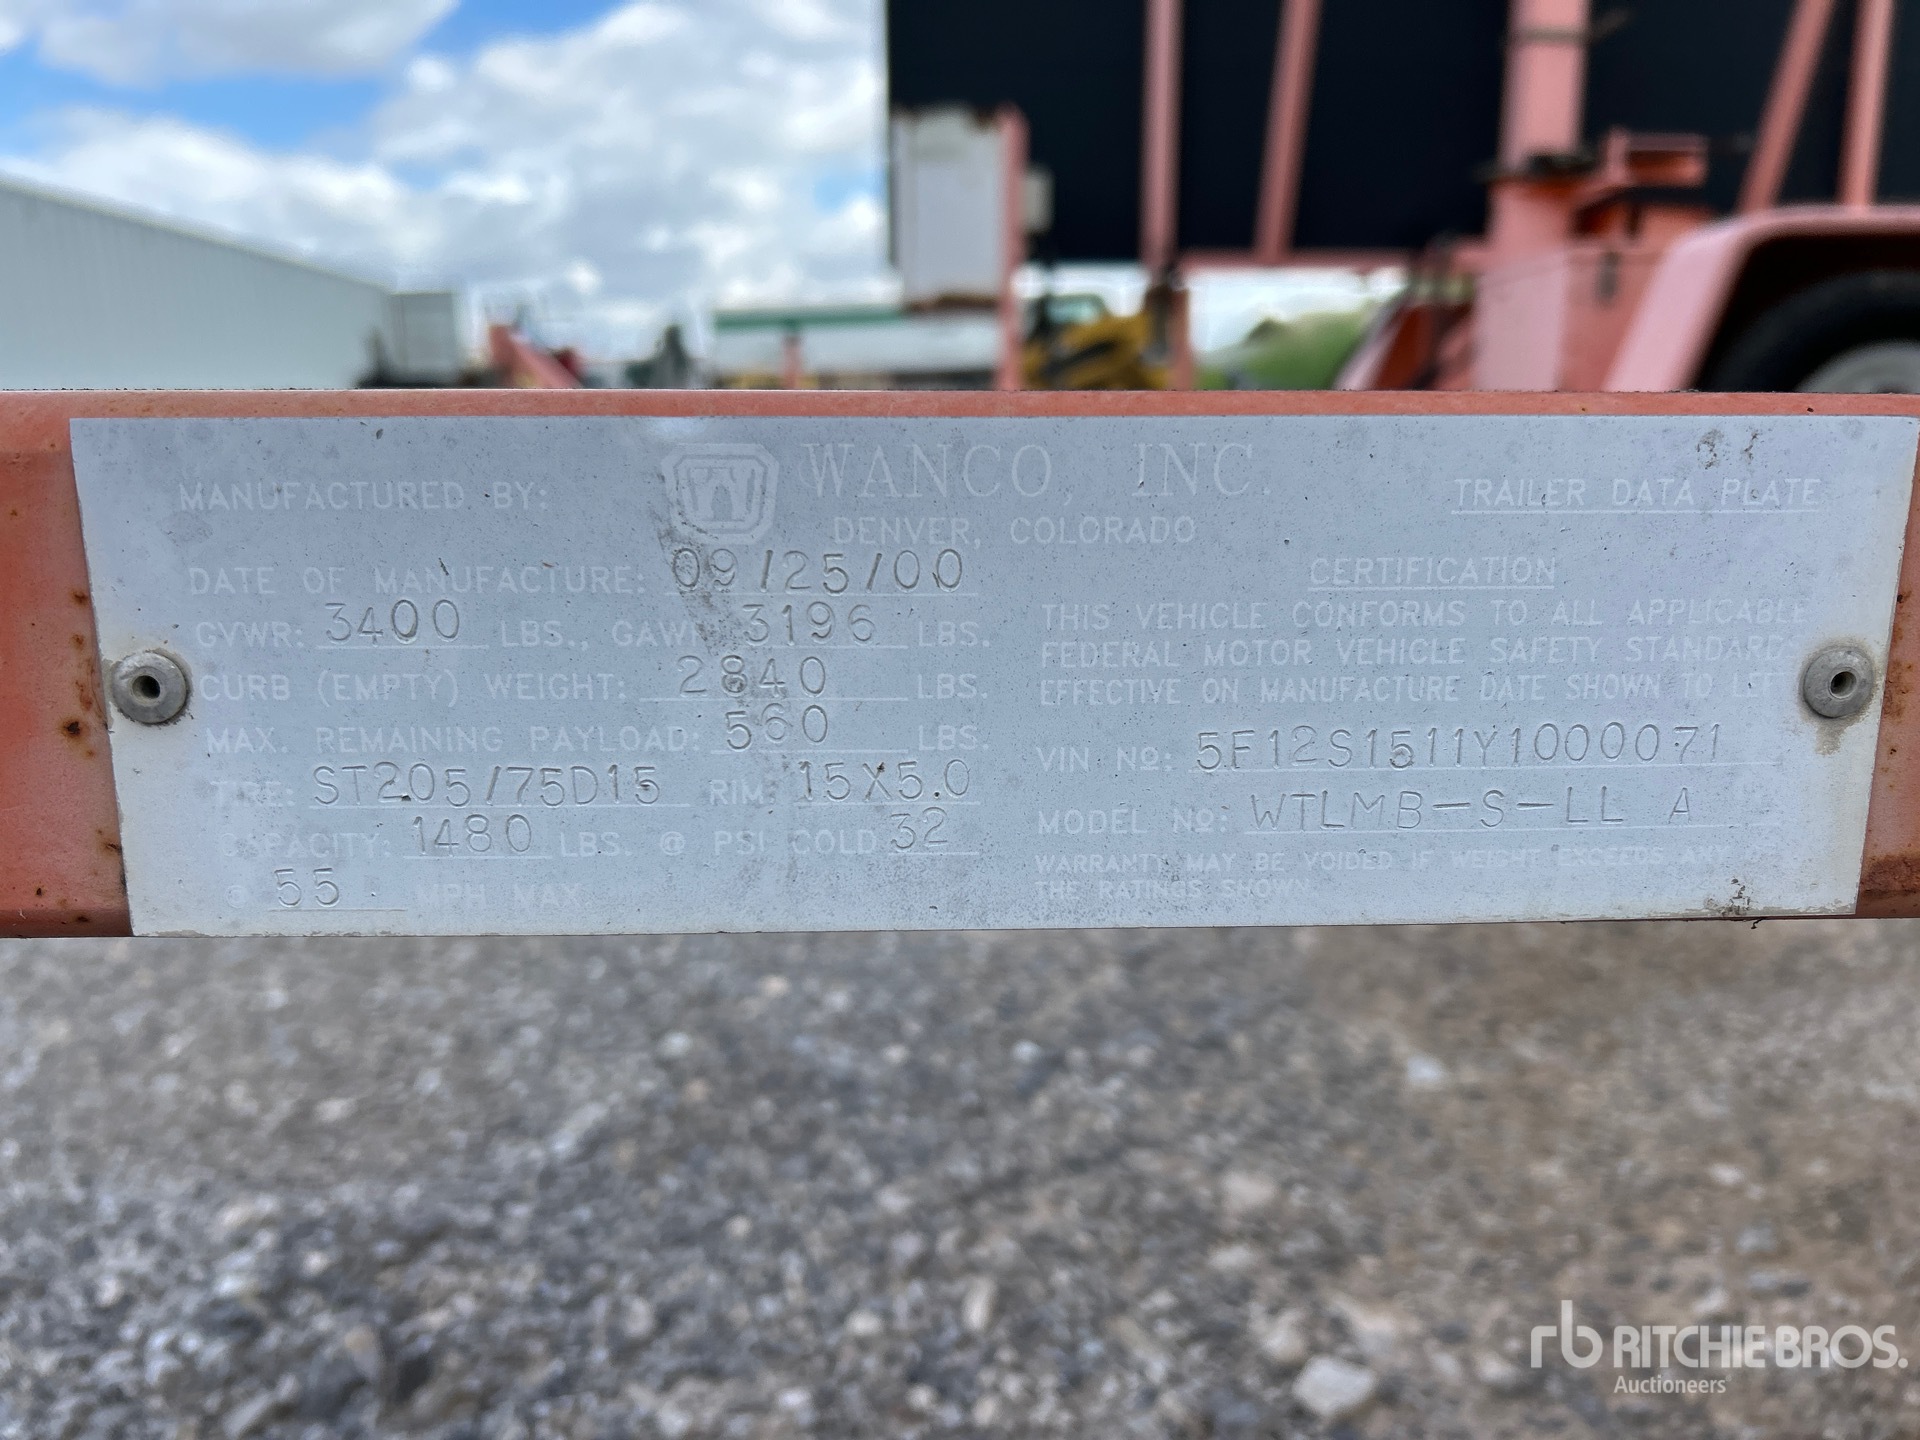 MANUFACTURED BY: WANCO, INC. TRAILER DATA PLATE
DENVER, COLORADO
DATE OF MANUFACTURE: 09/25/00
GVWR: 3400 LBS., GAWR 3196 LBS.
CURB (EMPTY) WEIGHT: 2840 LBS.
MAX. REMAINING PAYLOAD: 560 LBS.
TIRE: ST205/75D15 RIM: 15X5.0
CAPACITY: 1480 LBS. @ PSI COLD 32
@ 55 MPH MAX.
CERTIFICATION
THIS VEHICLE CONFORMS TO ALL APPLICABLE
FEDERAL MOTOR VEHICLE SAFETY STANDARDS
EFFECTIVE ON MANUFACTURE DATE SHOWN TO LEFT
VIN NO: 5F12S1511Y1000071
MODEL NO: WTLMB-S-LL A
WARRANTY MAY BE VOIDED IF WEIGHT EXCEEDS ANY
THE RATINGS SHOWN
rb RITCHIE BROS.
Auctioneers